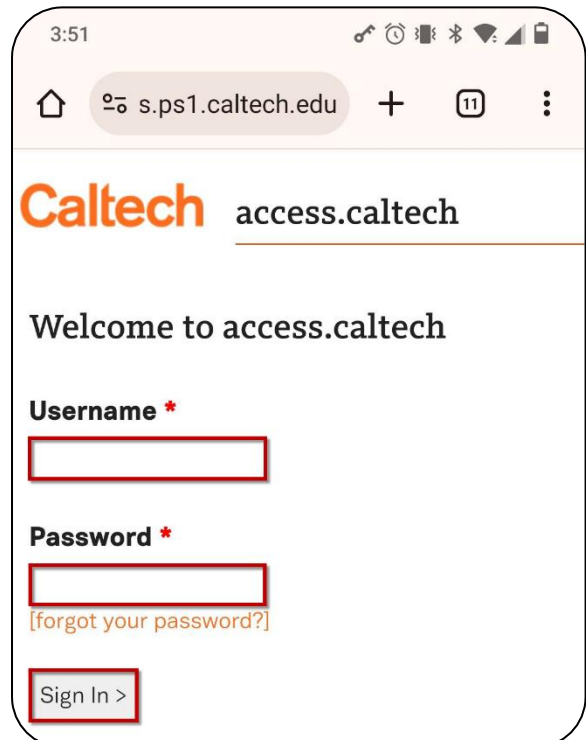 3:51
s.ps1.caltech.edu
11
Caltech access.caltech
Welcome to access.caltech
Username *
Password *
[forgot your password?]
Sign In >